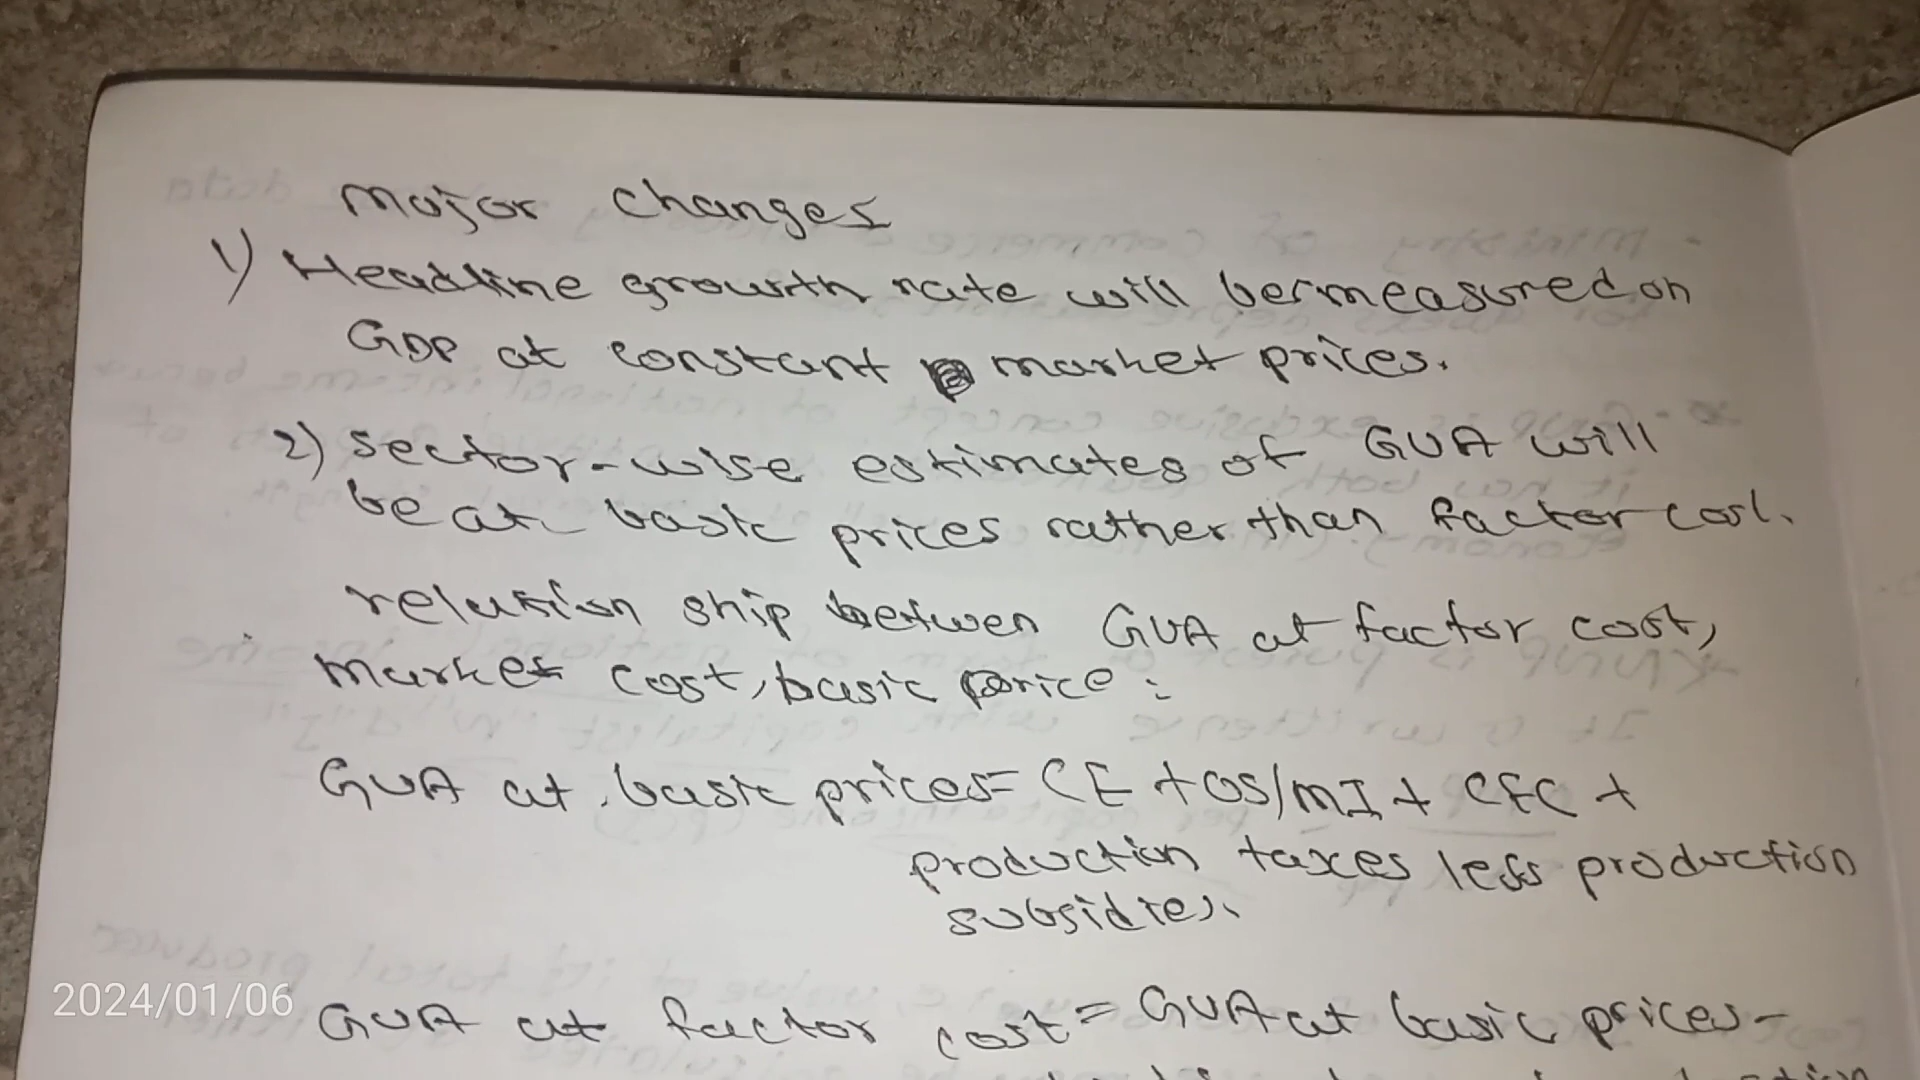 Major changes
1) Headline growth rate will be measured on
GDP at constant market prices.
2) Sector-wise estimates of GVA will
be at basic prices rather than factor cost.
relation ship between GVA at factor cost,
market cost, basic price:
GVA at basic prices = CE + OS/MI + CFC +
production taxes less production
subsidies.
GVA at factor cost = GVA at basic prices -
2024/01/06